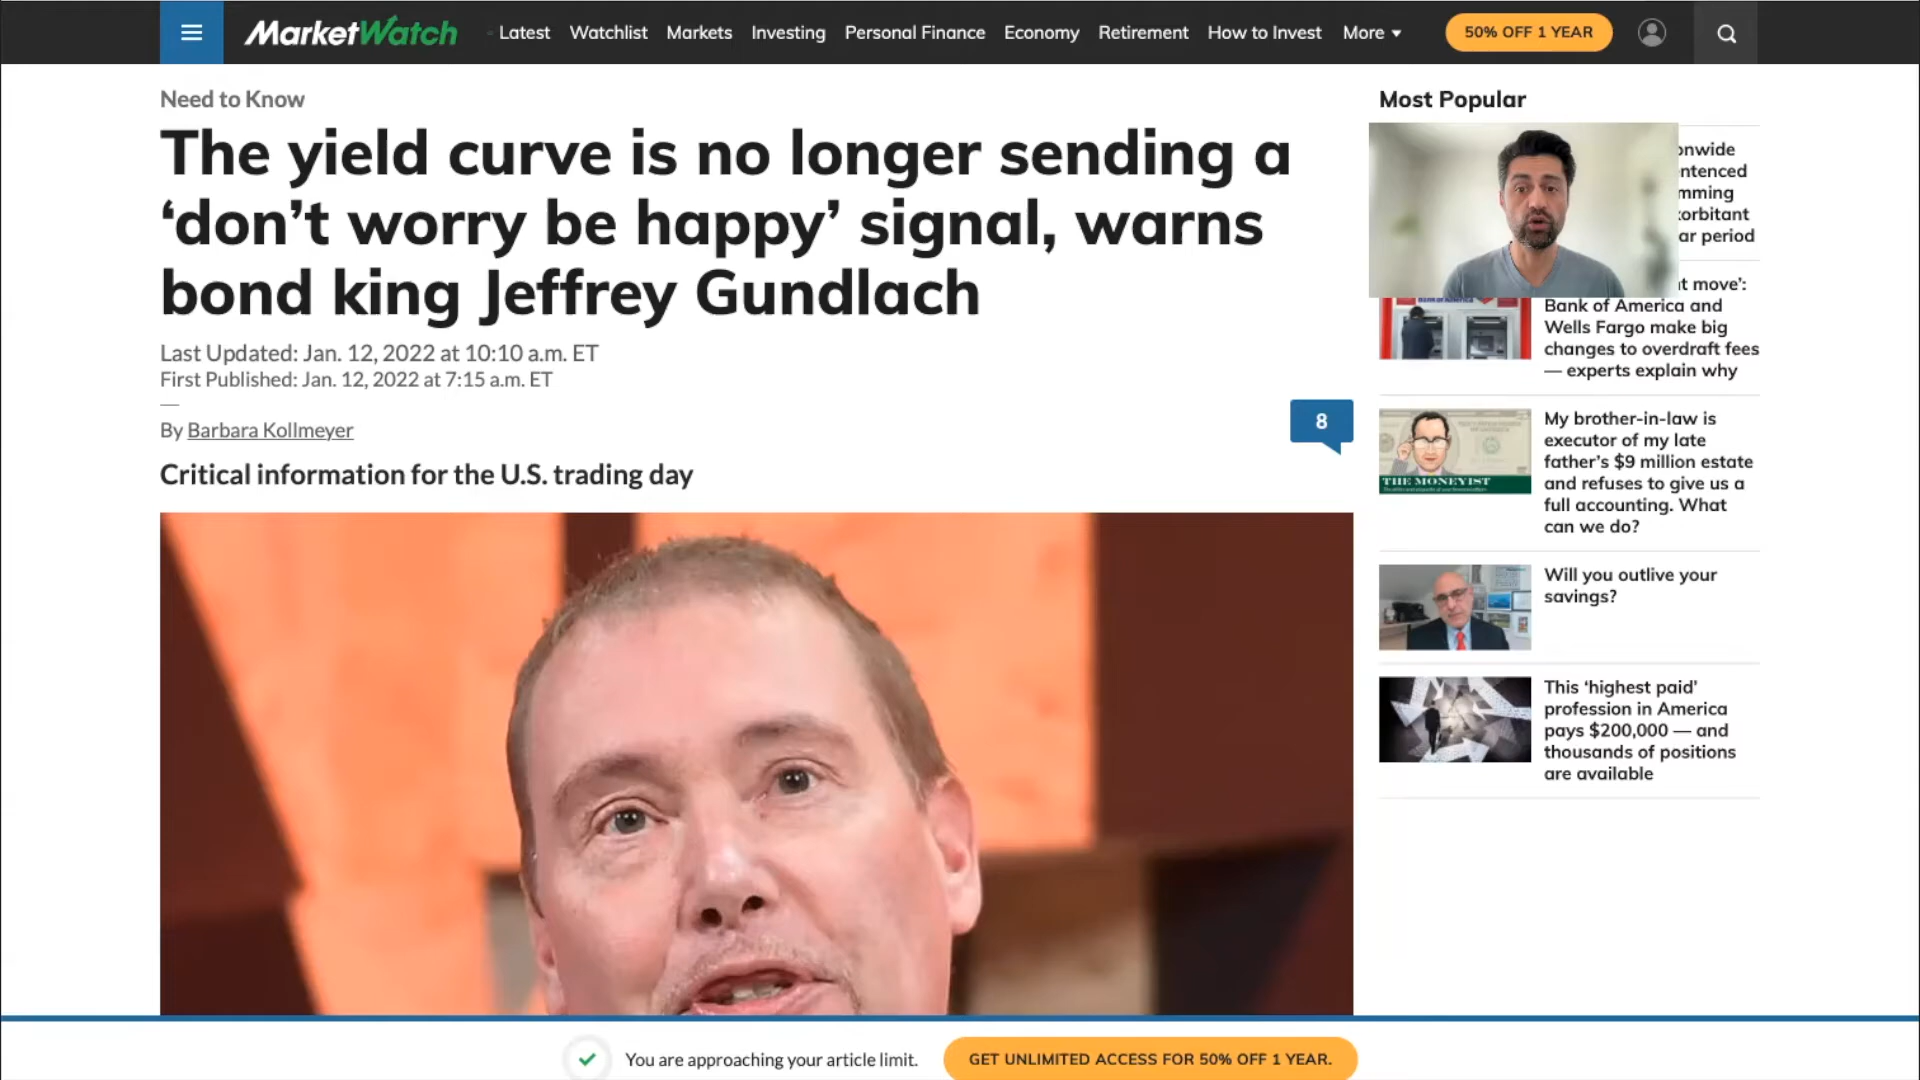 MarketWatch
Latest Watchlist Markets Investing Personal Finance Economy Retirement How to Invest More
50% OFF 1 YEAR
Need to Know
The yield curve is no longer sending a
‘don’t worry be happy’ signal, warns
bond king Jeffrey Gundlach
Last Updated: Jan. 12, 2022 at 10:10 a.m. ET
First Published: Jan. 12, 2022 at 7:15 a.m. ET
By Barbara Kollmeyer
8
Critical information for the U.S. trading day
Most Popular
ar period
t move’:
Bank of America and
Wells Fargo make big
changes to overdraft fees
— experts explain why
THE MONEYIST
My brother-in-law is
executor of my late
father’s $9 million estate
and refuses to give us a
full accounting. What
can we do?
Will you outlive your
savings?
This ‘highest paid’
profession in America
pays $200,000 — and
thousands of positions
are available
You are approaching your article limit.
GET UNLIMITED ACCESS FOR 50% OFF 1 YEAR.